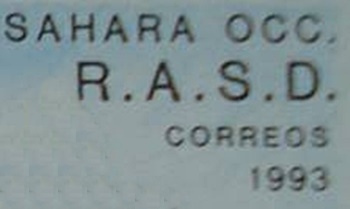 SAHARA OCC.
R.A.S.D.
CORREOS
1993